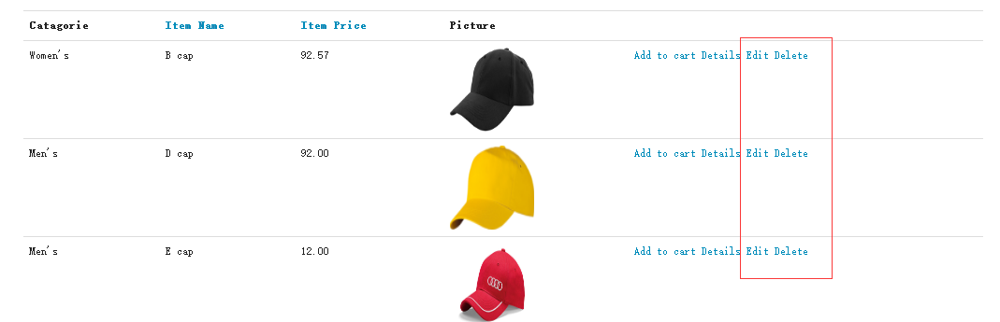 Catagorie Item Name Item Price Picture
Women's B cap 92.57 Add to cart Details Edit Delete
Men's D cap 92.00 Add to cart Details Edit Delete
Men's E cap 12.00 Add to cart Details Edit Delete